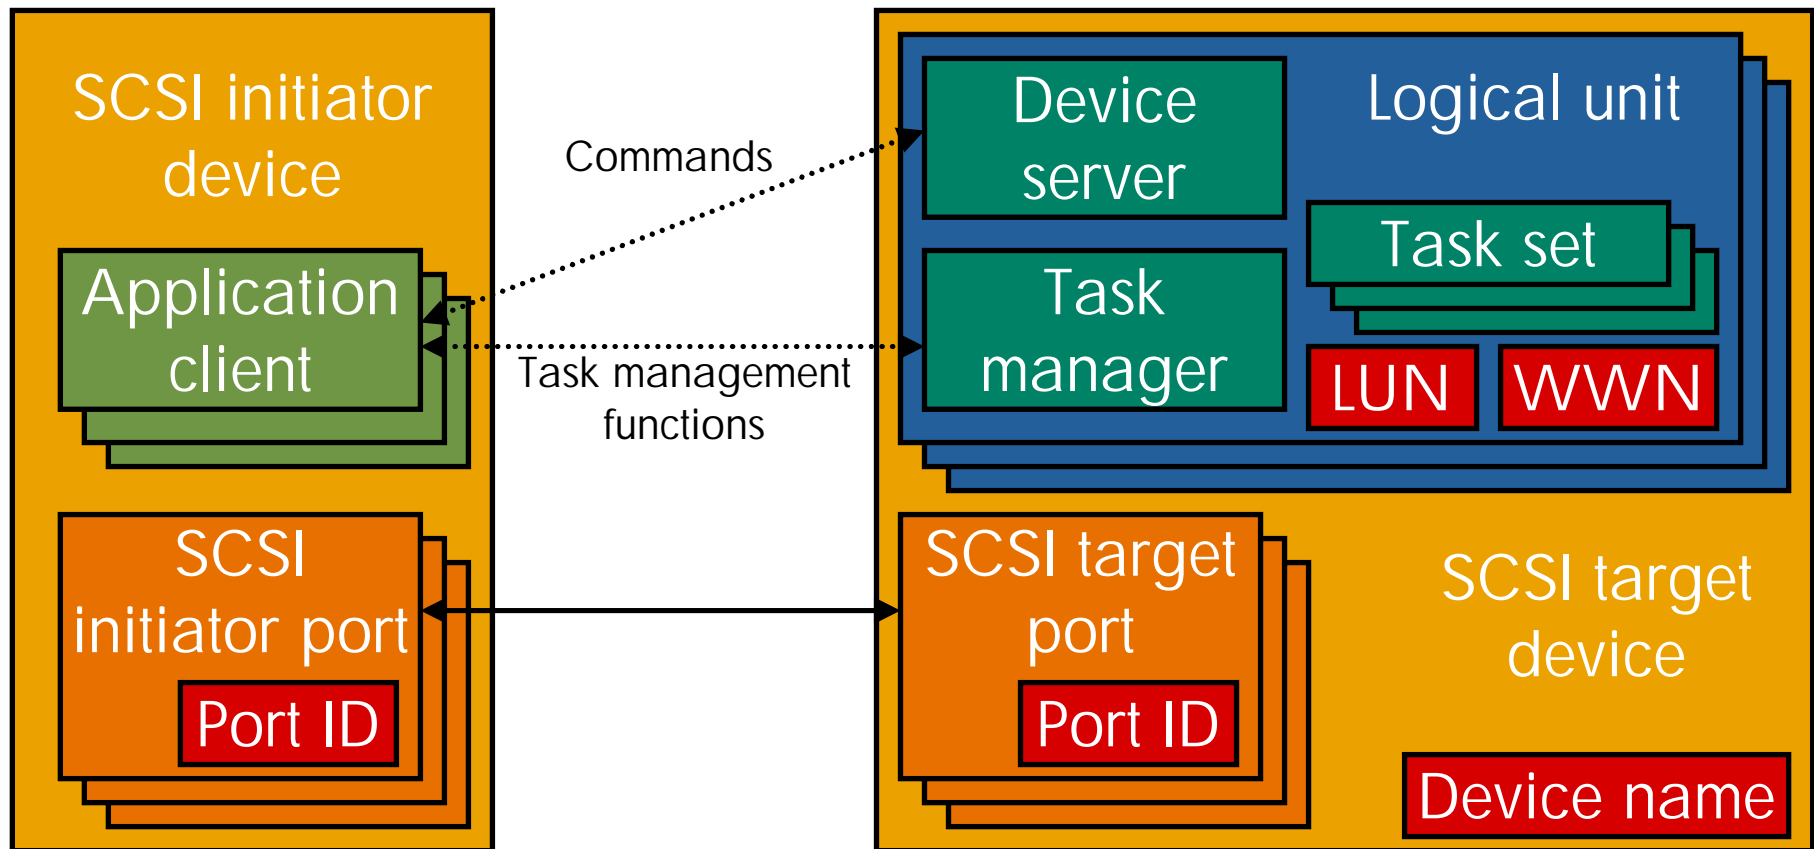 SCSI initiator
device
Application
client
SCSI
initiator port
Port ID
Commands
Task management
functions
Device
server
Logical unit
Task set
Task
manager
LUN
WWN
SCSI target
port
Port ID
SCSI target
device
Device name